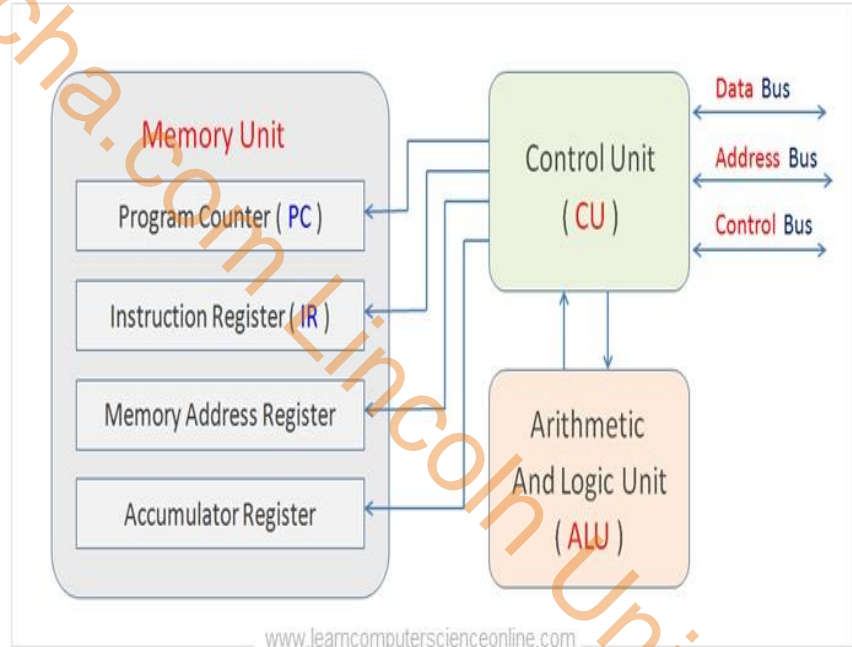 Memory Unit
Program Counter ( PC )
Instruction Register ( IR )
Memory Address Register
Accumulator Register
Control Unit
( CU )
Data Bus
Address Bus
Control Bus
Arithmetic
And Logic Unit
( ALU )
www.learncomputerscienceonline.com
cha.com Lincoln Uni